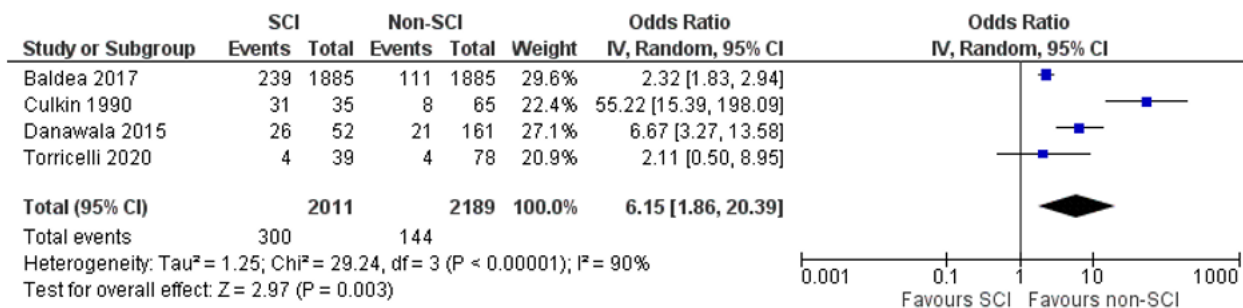 SCI Non-SCI Odds Ratio Odds Ratio
Study or Subgroup Events Total Events Total Weight IV, Random, 95% CI IV, Random, 95% CI
Baldea 2017 239 1885 111 1885 29.6% 2.32 [1.83, 2.94]
Culkin 1990 31 35 8 65 22.4% 55.22 [15.39, 198.09]
Danawala 2015 26 52 21 161 27.1% 6.67 [3.27, 13.58]
Torricelli 2020 4 39 4 78 20.9% 2.11 [0.50, 8.95]
Total (95% CI) 2011 2189 100.0% 6.15 [1.86, 20.39]
Total events 300 144
Heterogeneity: Tau² = 1.25; Chi² = 29.24, df = 3 (P < 0.00001); I² = 90%
Test for overall effect: Z = 2.97 (P = 0.003)
0.001 0.1 1 10 1000
Favours SCI Favours non-SCI